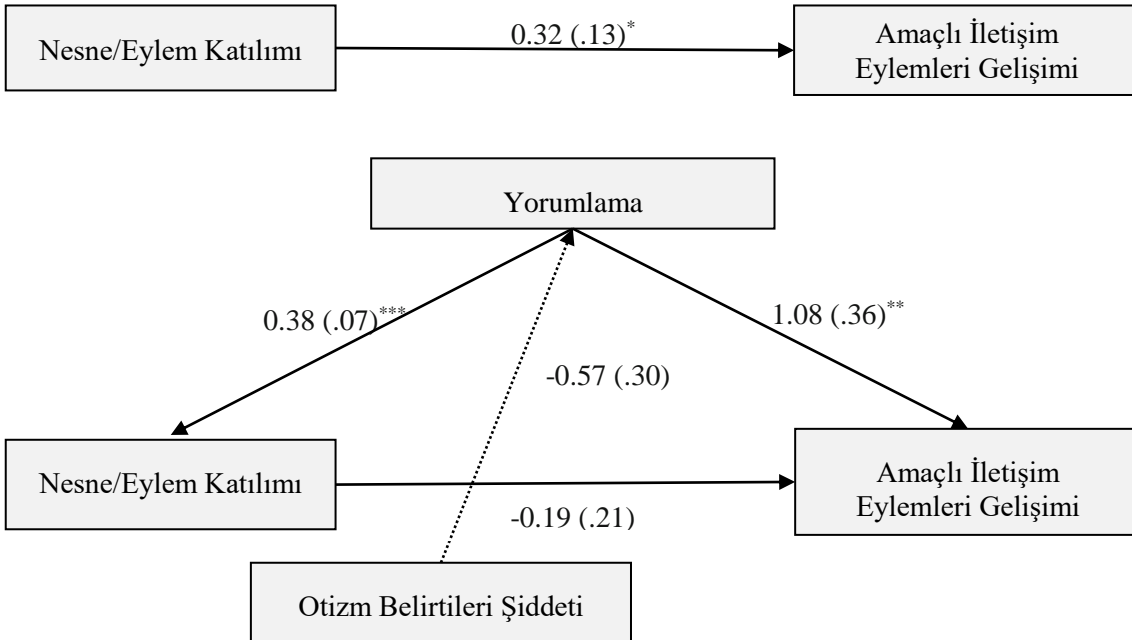 0.32 (.13)*
Nesne/Eylem Katılımı
Amaçlı İletişim
Eylemleri Gelişimi
Yorumlama
0.38 (.07)***
1.08 (.36)**
-0.57 (.30)
Nesne/Eylem Katılımı
Amaçlı İletişim
Eylemleri Gelişimi
-0.19 (.21)
Otizm Belirtileri Şiddeti